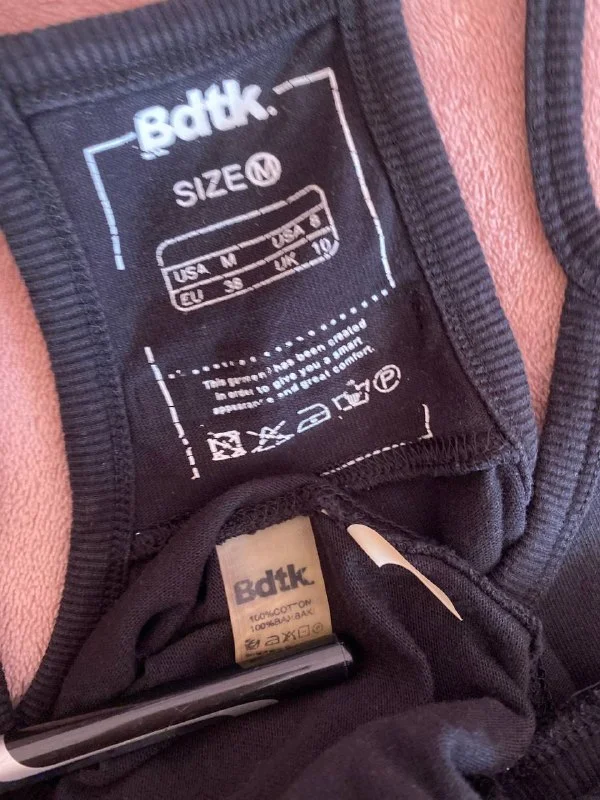 Bdtk.
SIZE M
USA M USA 6
EU 38 UK 10
This garment has been created
in order to give you a smart
appearance and great comfort.
P
Bdtk.
100%COTTON
100%BAMBAK